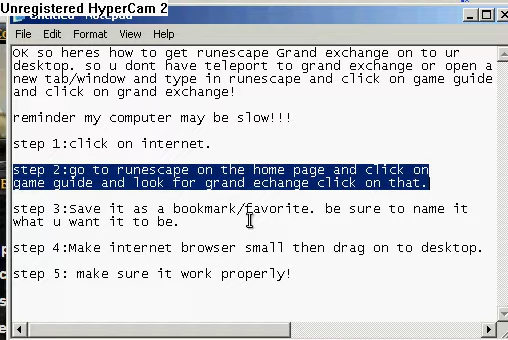 Unregistered HyperCam 2
Untitled - Notepad
File Edit Format View Help
OK so heres how to get runescape Grand exchange on to ur
desktop. so u dont have teleport to grand exchange or open a
new tab/window and type in runescape and click on game guide
and click on grand exchange!
reminder my computer may be slow!!!
step 1:click on internet.
step 2:go to runescape on the home page and click on
game guide and look for grand echange click on that.
step 3:Save it as a bookmark/favorite. be sure to name it
what u want it to be.
step 4:Make internet browser small then drag on to desktop.
step 5: make sure it work properly!